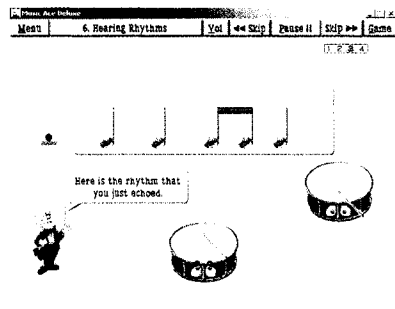 Music Ace Deluxe
Menu 6. Hearing Rhythms Vol ◄◄ Skip Pause II Skip ►► Game
1 2 3 4
Here is the rhythm that
you just echoed.